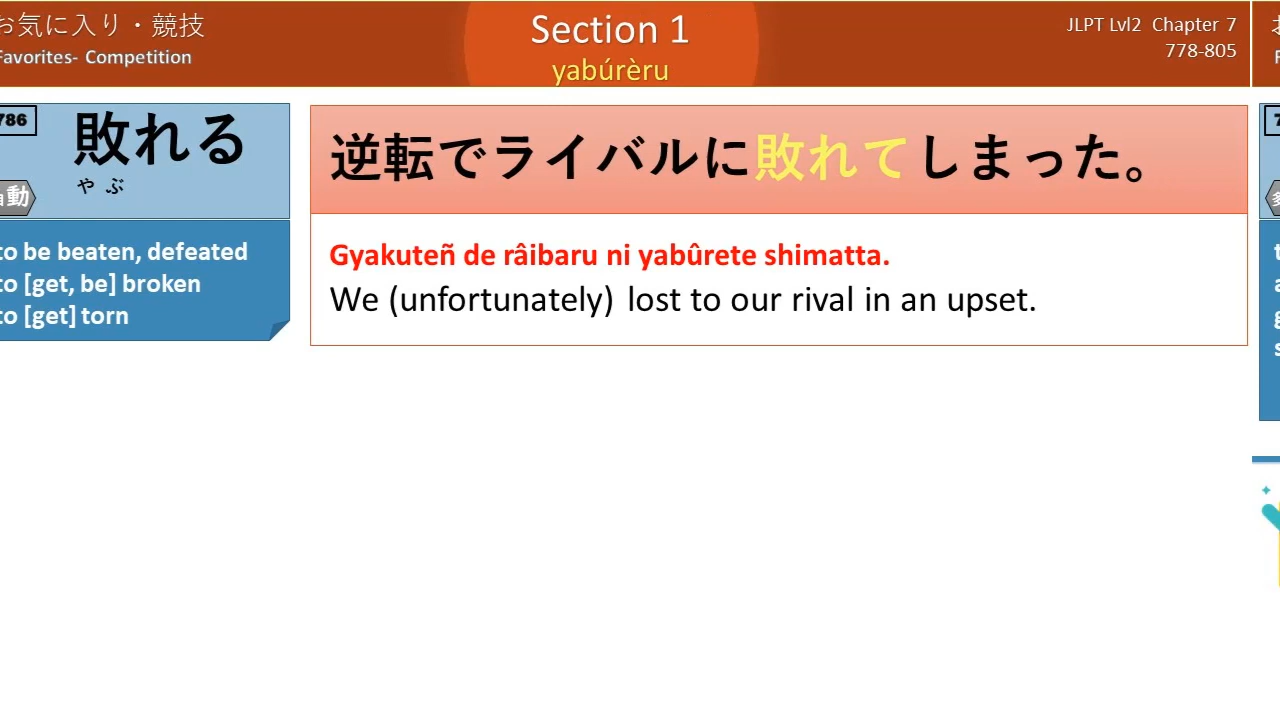 お気に入り・競技
Favorites- Competition
Section 1
yabúrèru
JLPT Lvl2 Chapter 7
778-805
786
敗れる
やぶ
自動
to be beaten, defeated
to [get, be] broken
to [get] torn
逆転でライバルに敗れてしまった。
Gyakuteñ de râibaru ni yabûrete shimatta.
We (unfortunately) lost to our rival in an upset.